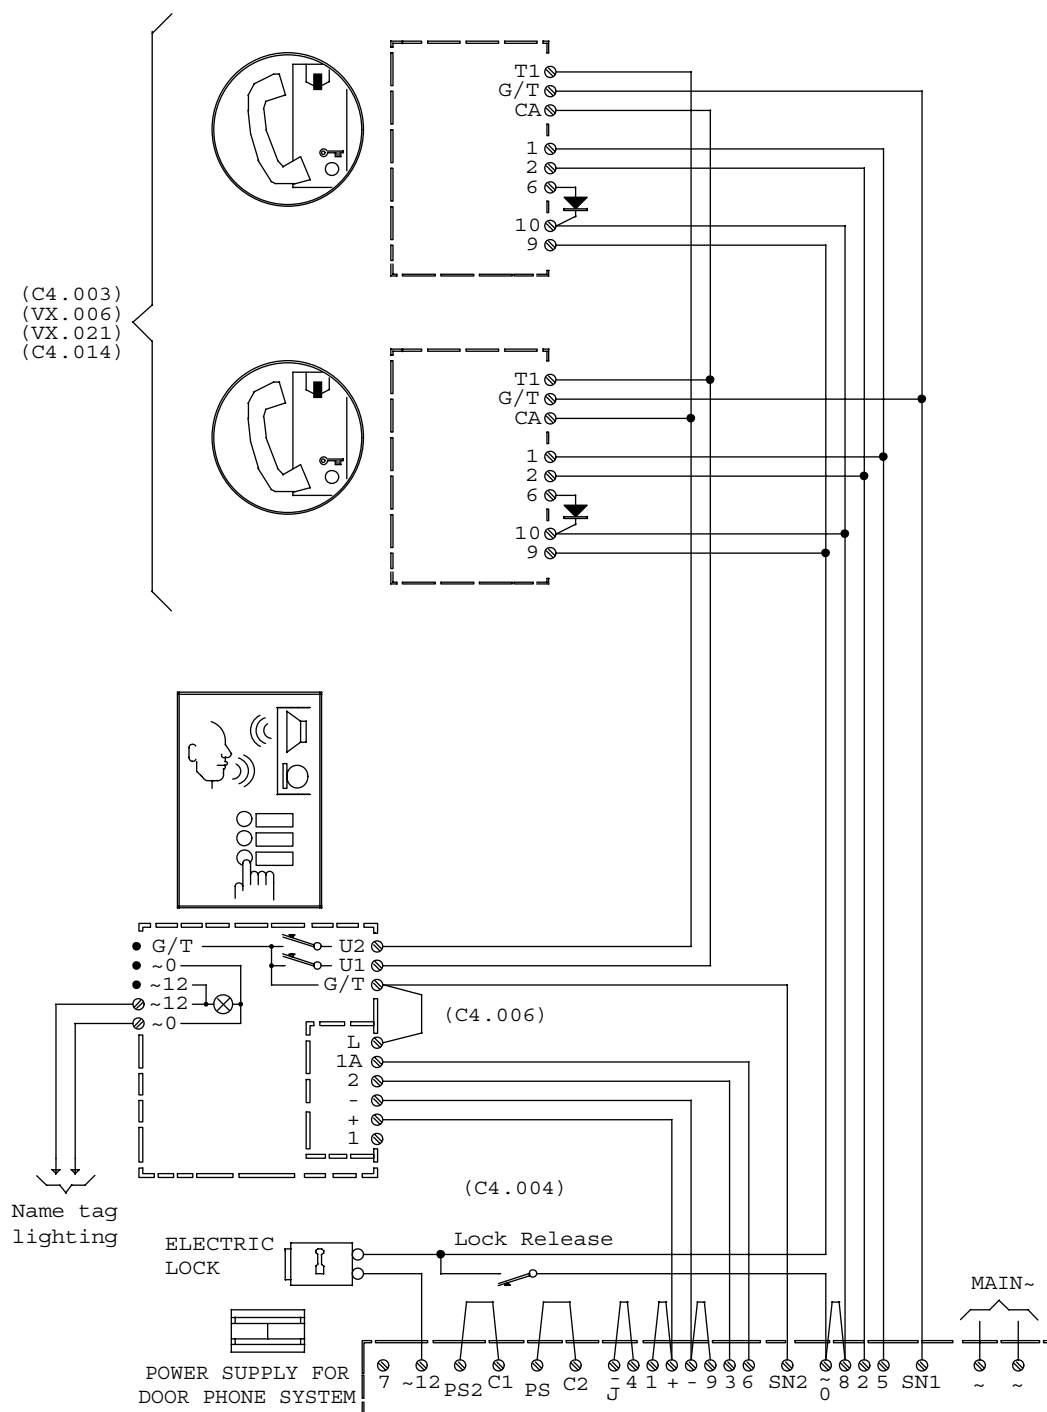 T1
G/T
CA
1
2
6
10
9
(C4.003)
(VX.006)
(VX.021)
(C4.014)
T1
G/T
CA
1
2
6
10
9
G/T U2
~0 U1
~12 G/T
~12
~0
(C4.006)
L
1A
2
-
+
1
(C4.004)
Name tag
lighting
ELECTRIC
LOCK
Lock Release
MAIN~
POWER SUPPLY FOR
DOOR PHONE SYSTEM
7 ~12 PS2 C1 PS C2 -J 4 1 + - 9 3 6 SN2 ~0 8 2 5 SN1 ~ ~